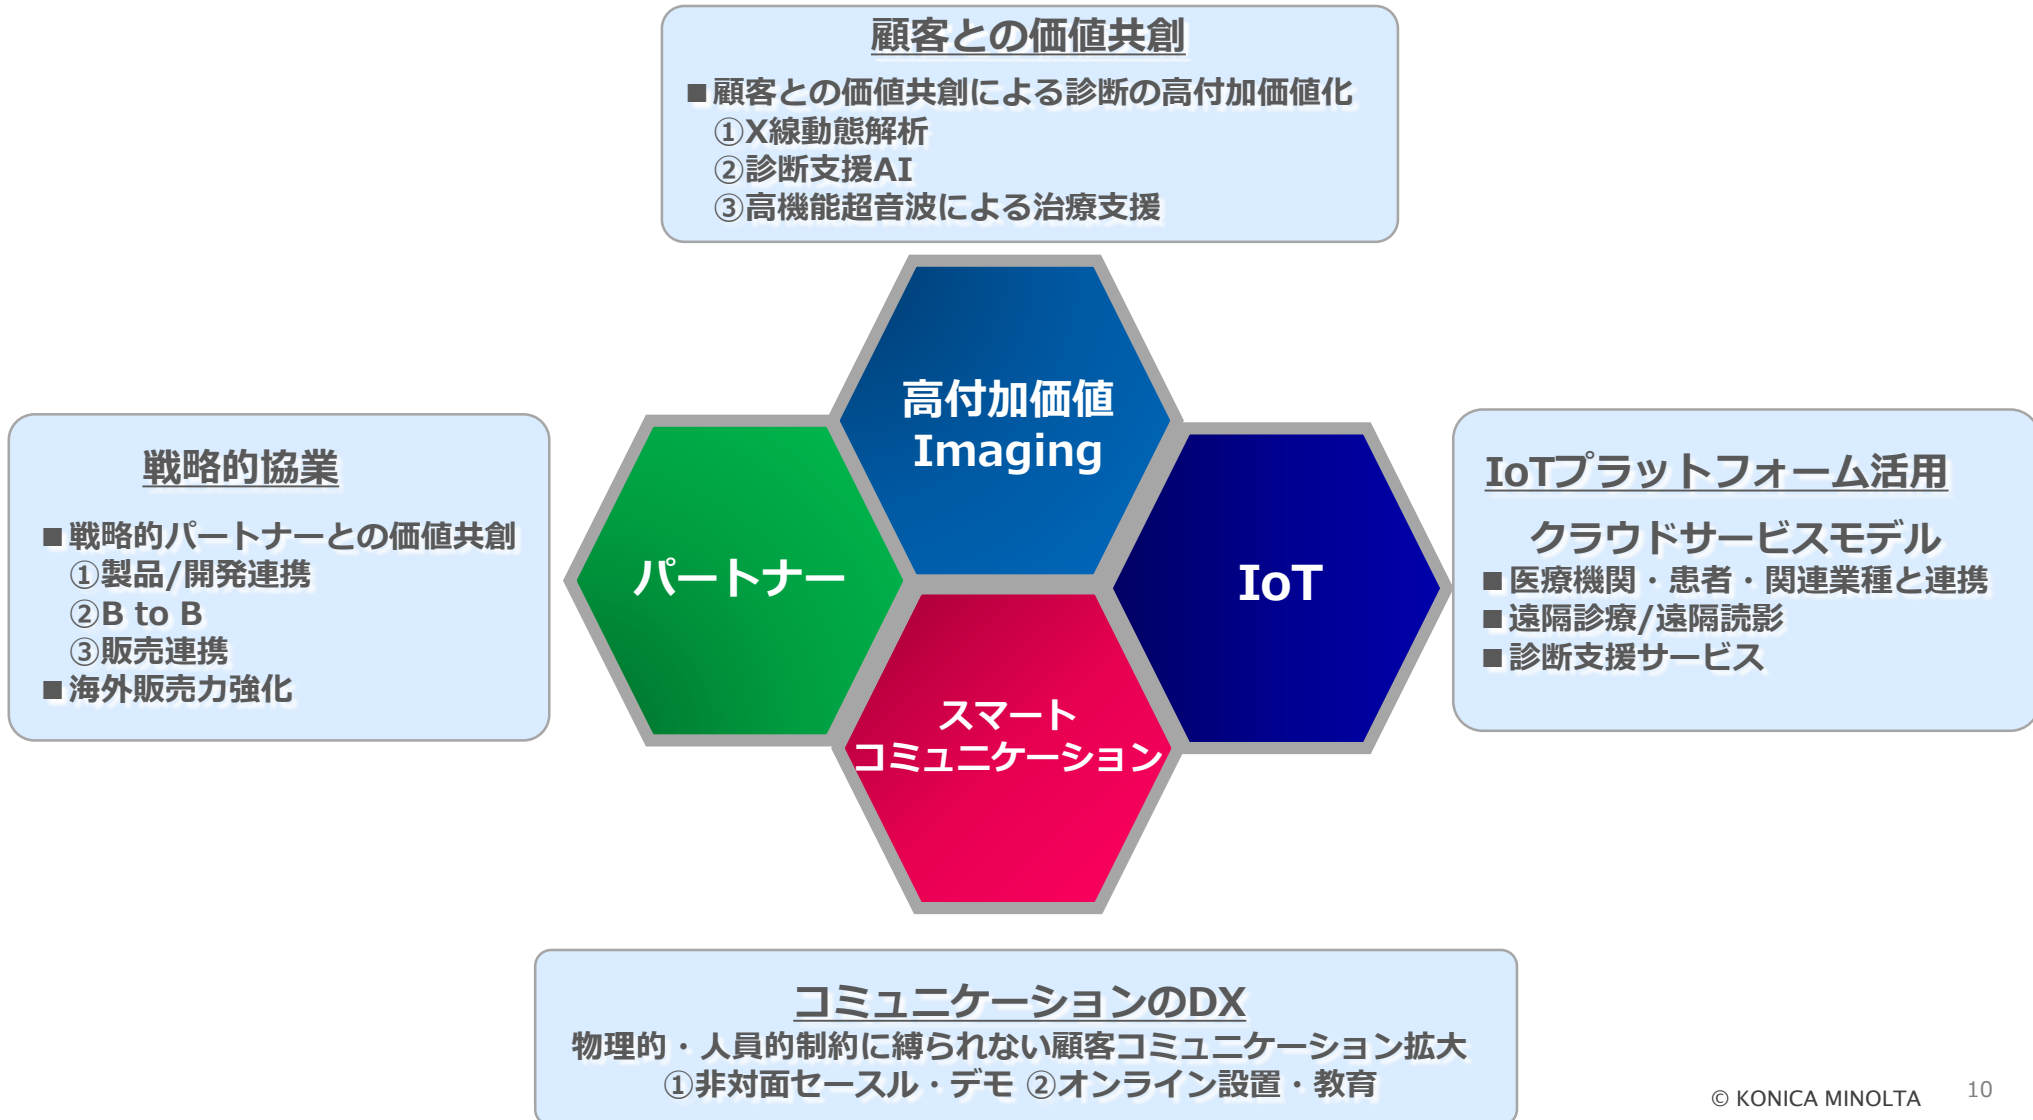 顧客との価値共創
■顧客との価値共創による診断の高付加価値化
①X線動態解析
②診断支援AI
③高機能超音波による治療支援
高付加価値
Imaging
戦略的協業
■戦略的パートナーとの価値共創
①製品/開発連携
②B to B
③販売連携
■海外販売力強化
パートナー
IoT
IoTプラットフォーム活用
クラウドサービスモデル
■医療機関・患者・関連業種と連携
■遠隔診療/遠隔読影
■診断支援サービス
スマート
コミュニケーション
コミュニケーションのDX
物理的・人員的制約に縛られない顧客コミュニケーション拡大
①非対面セースル・デモ ②オンライン設置・教育
© KONICA MINOLTA 10